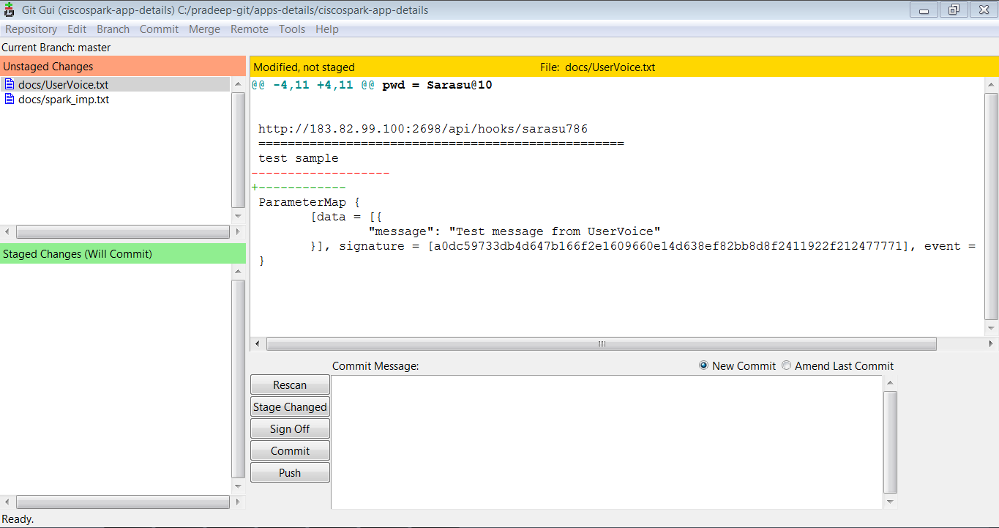 Git Gui (ciscospark-app-details) C:/pradeep-git/apps-details/ciscospark-app-details
Repository Edit Branch Commit Merge Remote Tools Help
Current Branch: master
Unstaged Changes
docs/UserVoice.txt
docs/spark_imp.txt
Staged Changes (Will Commit)
Modified, not staged File: docs/UserVoice.txt
@@ -4,11 +4,11 @@ pwd = Sarasu@10
http://183.82.99.100:2698/api/hooks/sarasu786
==================================================
test sample
-------------------
+------------
ParameterMap {
[data = [{
"message": "Test message from UserVoice"
}], signature = [a0dc59733db4d647b166f2e1609660e14d638ef82bb8d8f2411922f212477771], event =
}
Commit Message:
New Commit Amend Last Commit
Rescan
Stage Changed
Sign Off
Commit
Push
Ready.